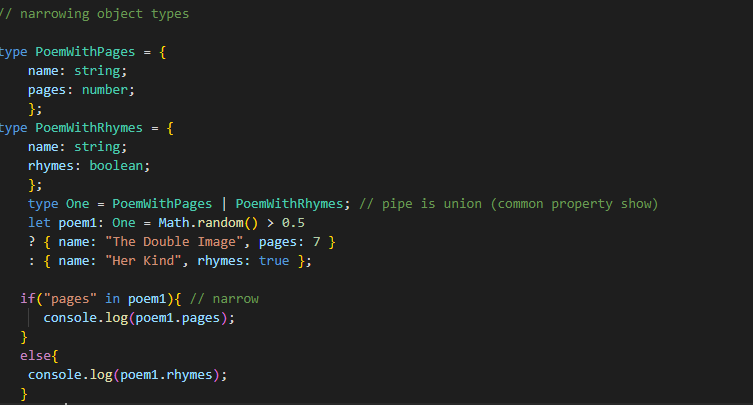 // narrowing object types
type PoemWithPages = {
name: string;
pages: number;
};
type PoemWithRhymes = {
name: string;
rhymes: boolean;
};
type One = PoemWithPages | PoemWithRhymes; // pipe is union (common property show)
let poem1: One = Math.random() > 0.5
? { name: "The Double Image", pages: 7 }
: { name: "Her Kind", rhymes: true };
if("pages" in poem1){ // narrow
console.log(poem1.pages);
}
else{
console.log(poem1.rhymes);
}